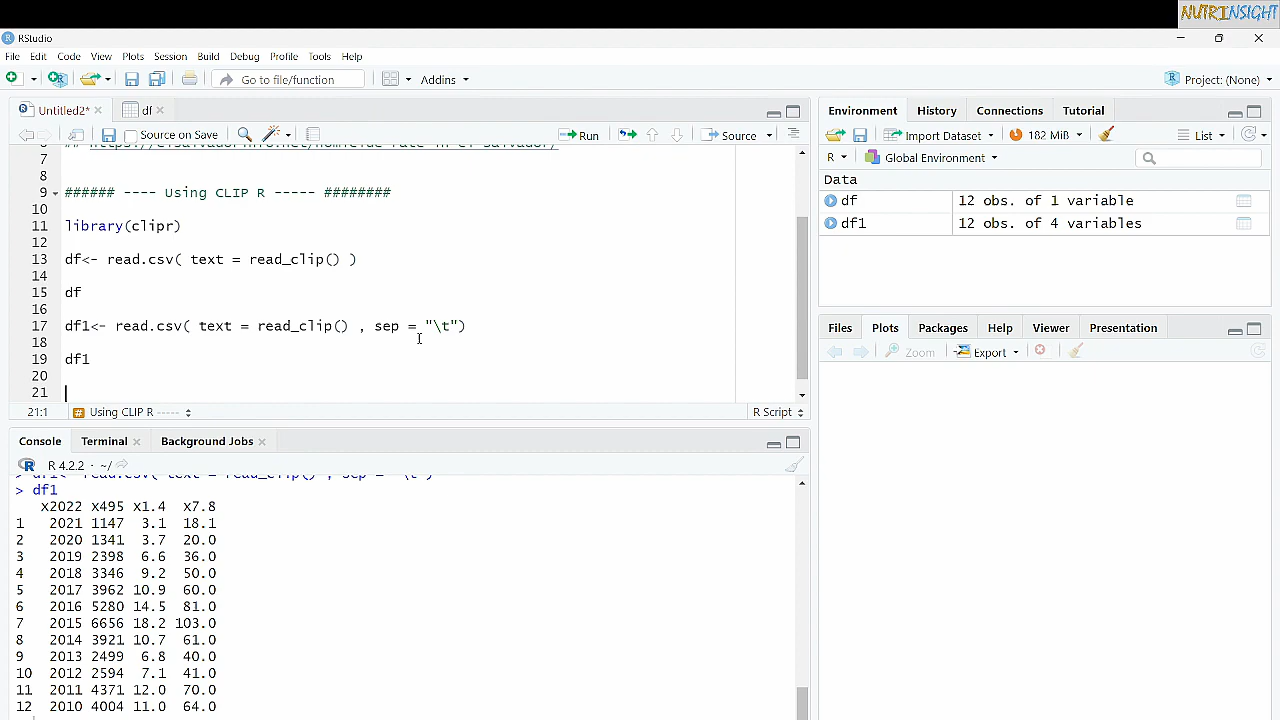 NUTRINSIGHT
RStudio
File Edit Code View Plots Session Build Debug Profile Tools Help
Go to file/function Addins Project: (None)
Untitled2* df
Source on Save Run Source
7
8
9 ###### ---- Using CLIP R ----- ########
10
11 library(clipr)
12
13 df<- read.csv( text = read_clip() )
14
15 df
16
17 df1<- read.csv( text = read_clip() , sep = "\t")
18
19 df1
20
21
21:1 Using CLIP R ----- R Script
Console Terminal Background Jobs
R 4.2.2 · ~/
> df1
x2022 x495 x1.4 x7.8
1 2021 1147 3.1 18.1
2 2020 1341 3.7 20.0
3 2019 2398 6.6 36.0
4 2018 3346 9.2 50.0
5 2017 3962 10.9 60.0
6 2016 5280 14.5 81.0
7 2015 6656 18.2 103.0
8 2014 3921 10.7 61.0
9 2013 2499 6.8 40.0
10 2012 2594 7.1 41.0
11 2011 4371 12.0 70.0
12 2010 4004 11.0 64.0
Environment History Connections Tutorial
Import Dataset 182 MiB List
R Global Environment
Data
df 12 obs. of 1 variable
df1 12 obs. of 4 variables
Files Plots Packages Help Viewer Presentation
Zoom Export